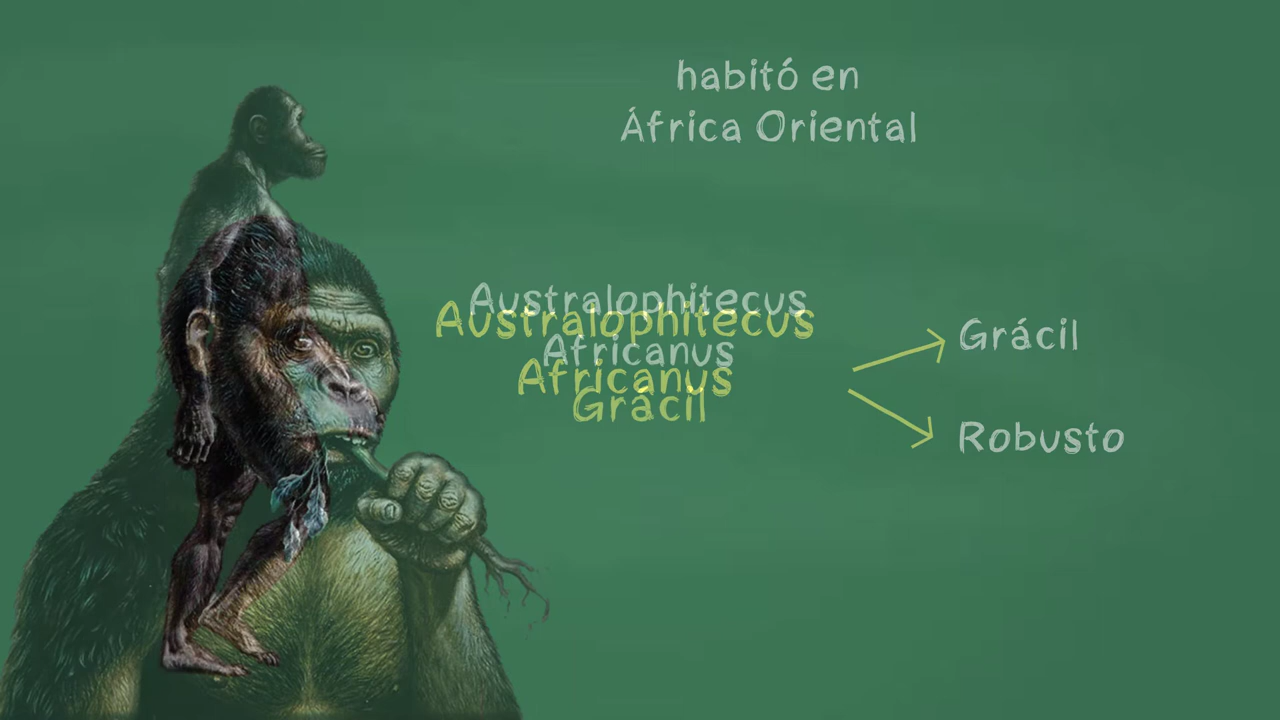 habitó en
África Oriental
Australophitecus
Australophitecus
Africanus
Africanus
Grácil
Grácil
Robusto